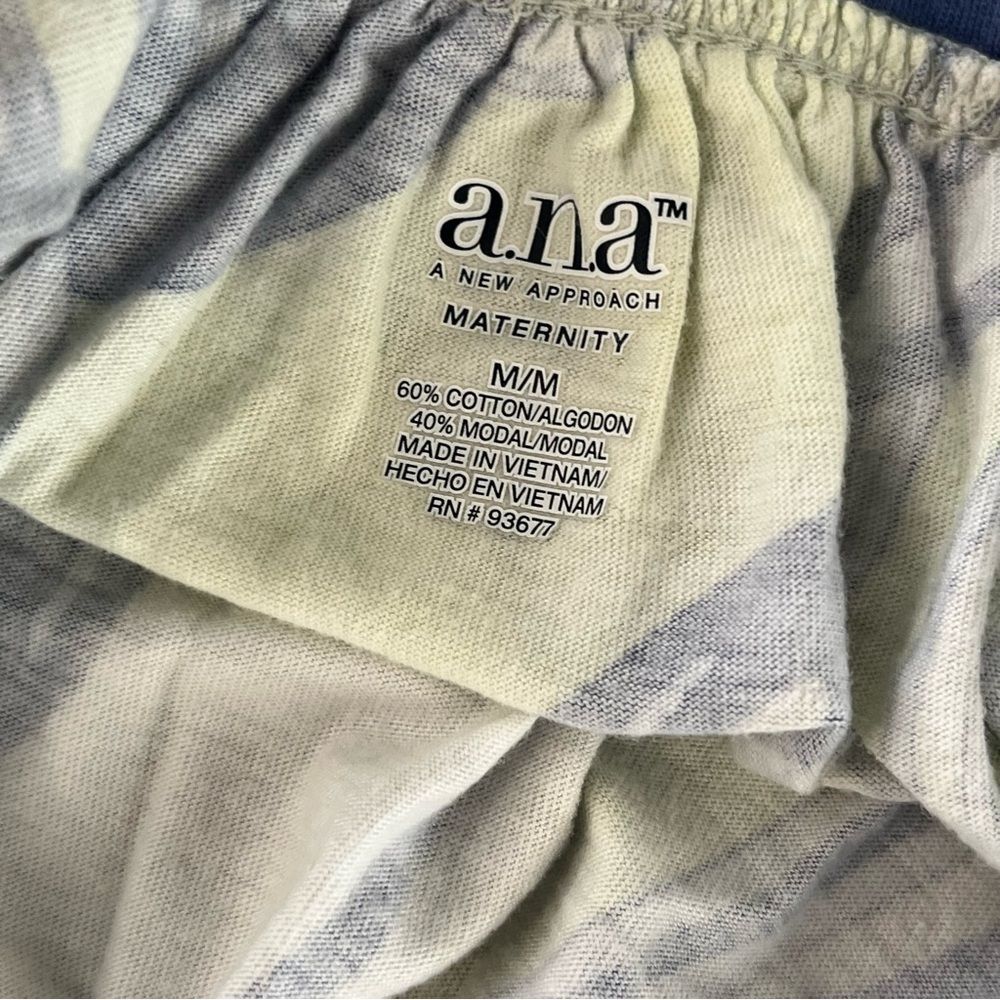 a.n.a™
A NEW APPROACH
MATERNITY
M/M
60% COTTON/ALGODON
40% MODAL/MODAL
MADE IN VIETNAM/
HECHO EN VIETNAM
RN # 93677